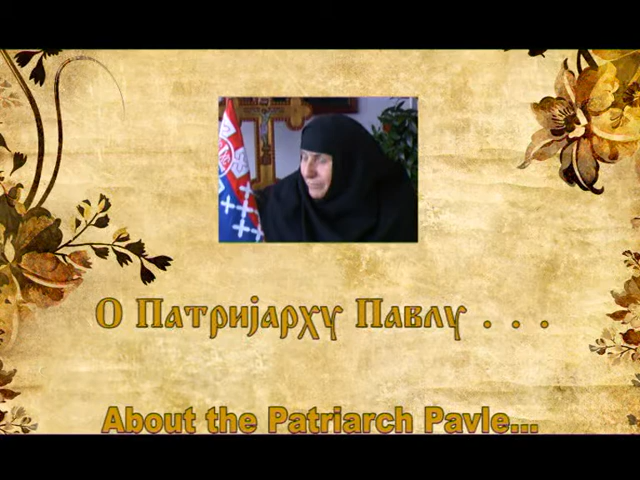 О Патријарху Павлу . . .
About the Patriarch Pavle...